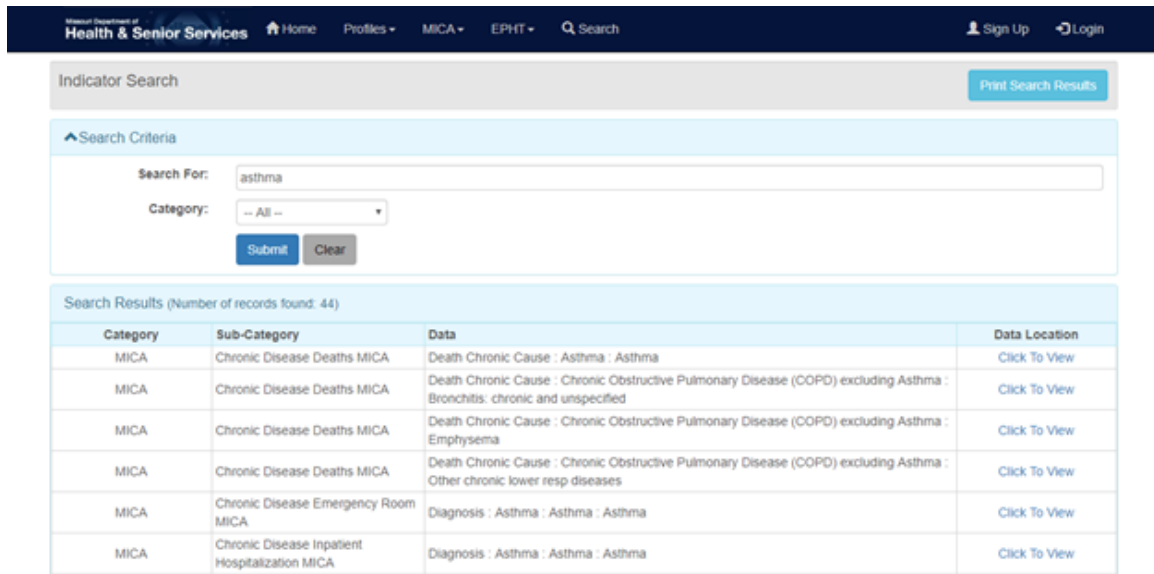 Missouri Department of
Health & Senior Services Home Profiles MICA EPHT Search Sign Up Login
Indicator Search Print Search Results
Search Criteria
Search For: asthma
Category: -- All --
Submit Clear
Search Results (Number of records found: 44)
Category Sub-Category Data Data Location
MICA Chronic Disease Deaths MICA Death Chronic Cause : Asthma : Asthma Click To View
MICA Chronic Disease Deaths MICA Death Chronic Cause : Chronic Obstructive Pulmonary Disease (COPD) excluding Asthma :
Bronchitis: chronic and unspecified Click To View
MICA Chronic Disease Deaths MICA Death Chronic Cause : Chronic Obstructive Pulmonary Disease (COPD) excluding Asthma :
Emphysema Click To View
MICA Chronic Disease Deaths MICA Death Chronic Cause : Chronic Obstructive Pulmonary Disease (COPD) excluding Asthma :
Other chronic lower resp diseases Click To View
MICA Chronic Disease Emergency Room
MICA Diagnosis : Asthma : Asthma : Asthma Click To View
MICA Chronic Disease Inpatient
Hospitalization MICA Diagnosis : Asthma : Asthma : Asthma Click To View